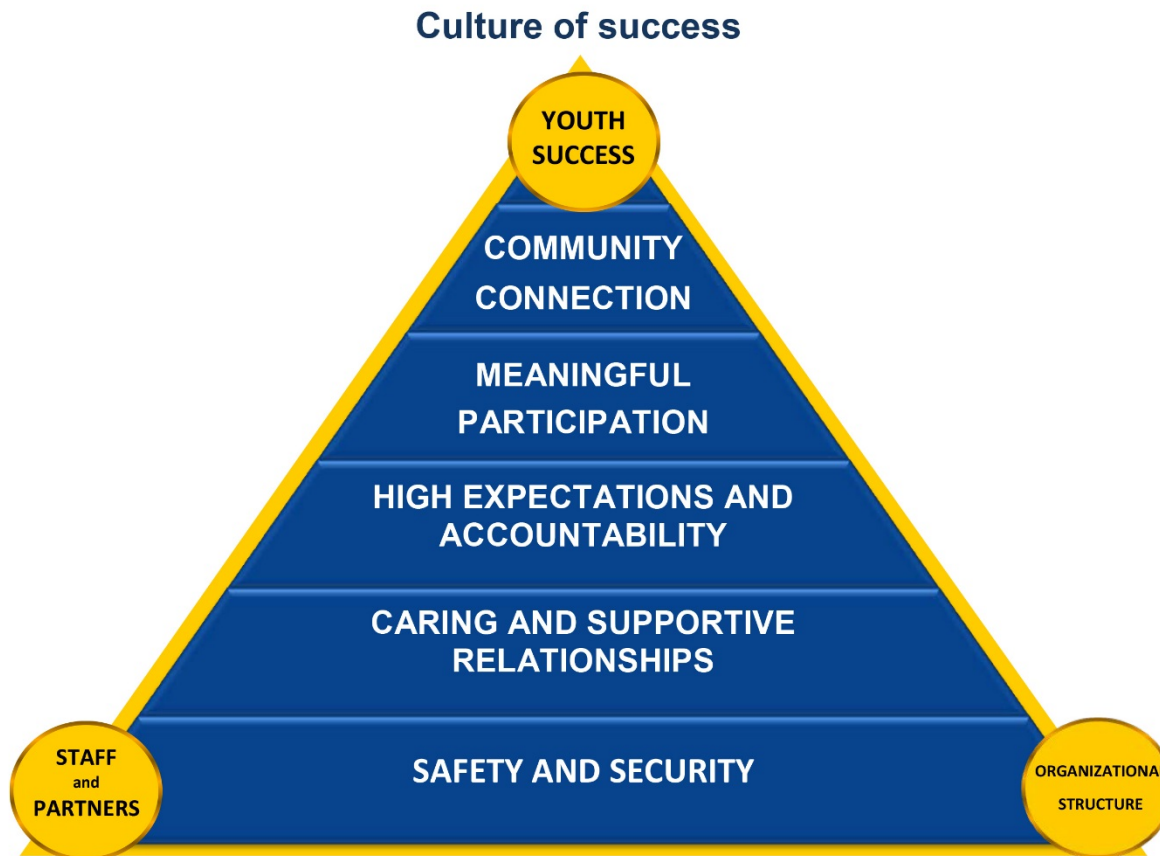 Culture of success
YOUTH
SUCCESS
COMMUNITY
CONNECTION
MEANINGFUL
PARTICIPATION
HIGH EXPECTATIONS AND
ACCOUNTABILITY
CARING AND SUPPORTIVE
RELATIONSHIPS
SAFETY AND SECURITY
STAFF
and
PARTNERS
ORGANIZATIONAL
STRUCTURE